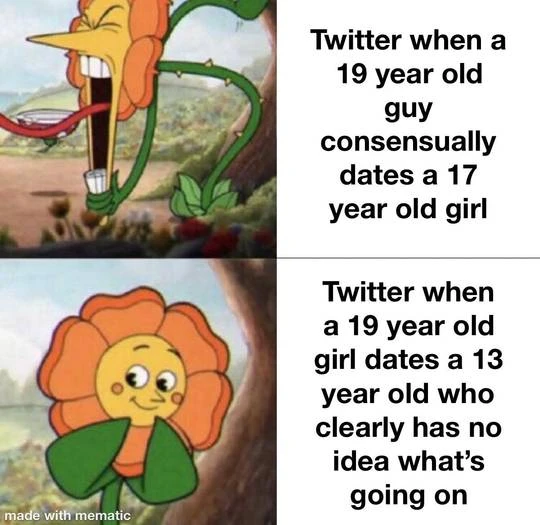 Twitter when a
19 year old
guy
consensually
dates a 17
year old girl
Twitter when
a 19 year old
girl dates a 13
year old who
clearly has no
idea what’s
going on
made with mematic